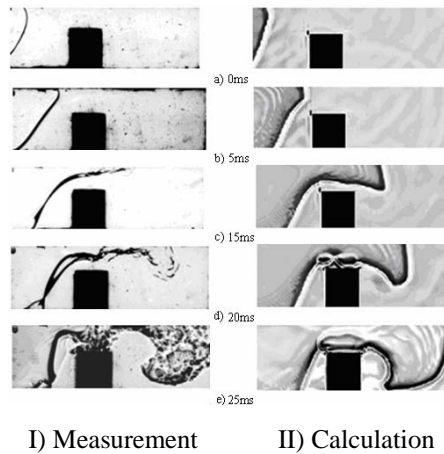 a) 0ms
b) 5ms
c) 15ms
d) 20ms
e) 25ms
I) Measurement II) Calculation